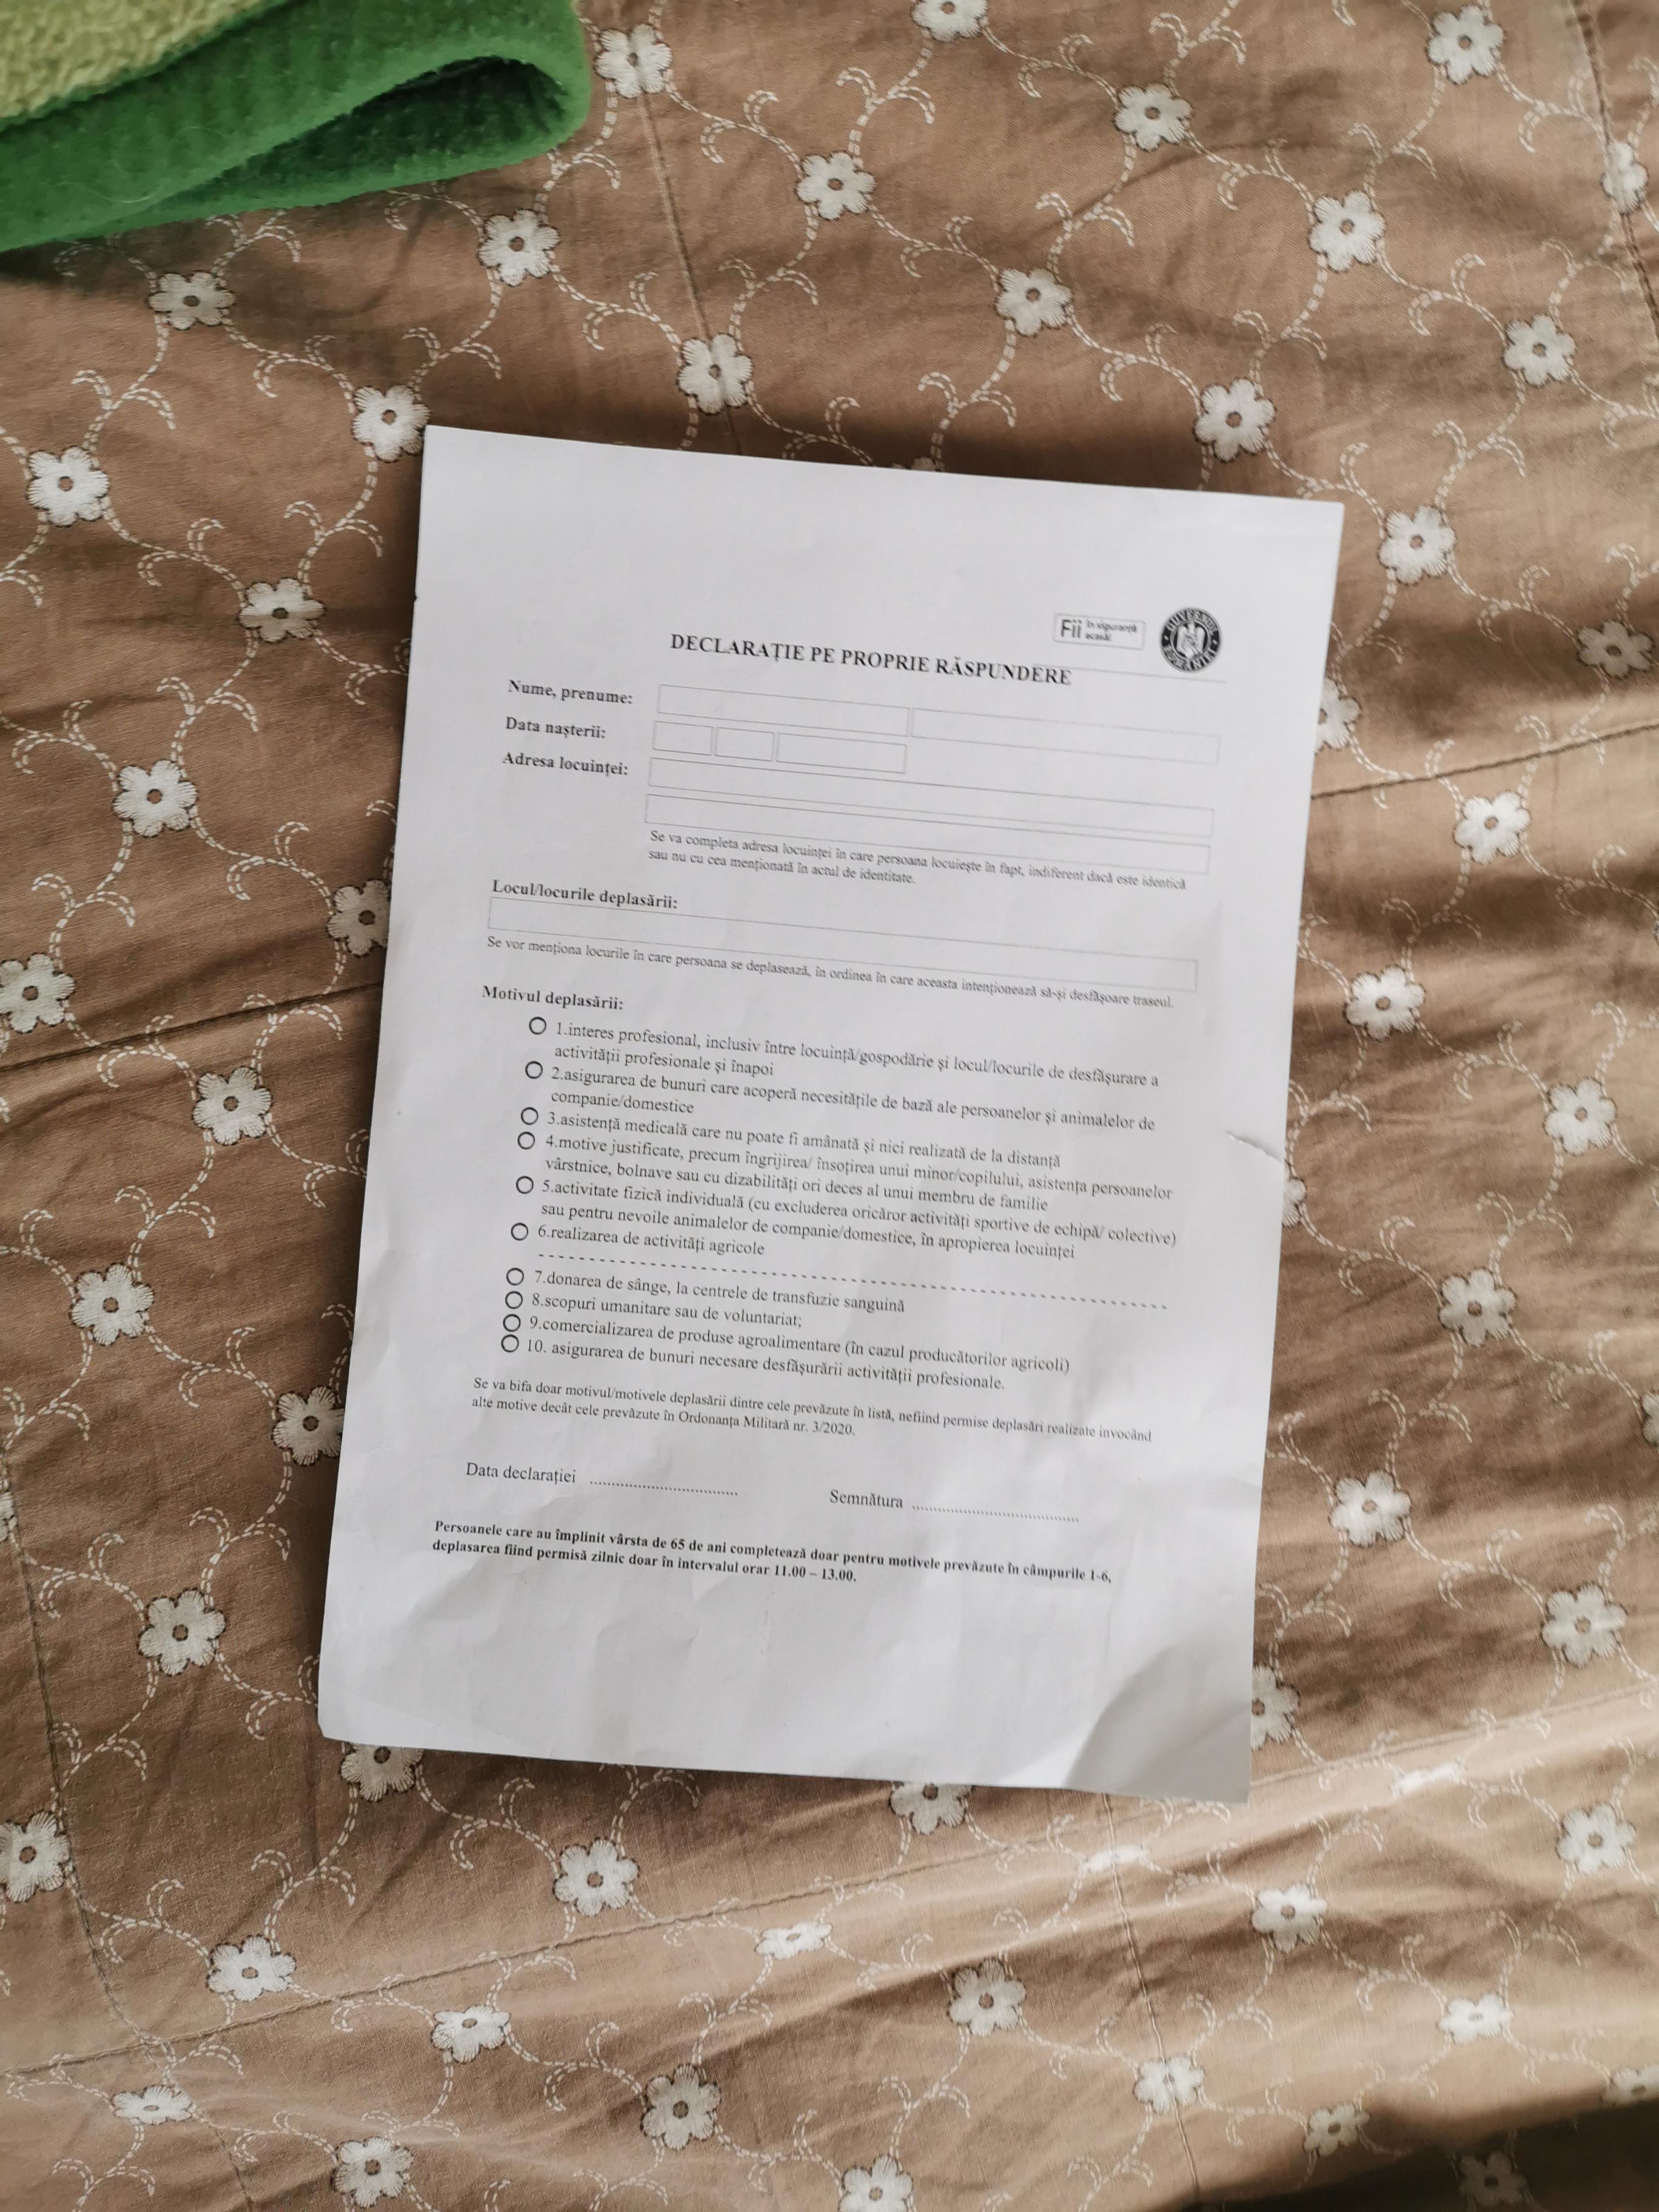 Fii în siguranță
acasă!
GUVERNUL ROMÂNIEI
DECLARAȚIE PE PROPRIE RĂSPUNDERE
Nume, prenume:
Data nașterii:
Adresa locuinței:
Se va completa adresa locuinței în care persoana locuiește în fapt, indiferent dacă este identică
sau nu cu cea menționată în actul de identitate.
Locul/locurile deplasării:
Se vor menționa locurile în care persoana se deplasează, în ordinea în care aceasta intenționează să-și desfășoare traseul.
Motivul deplasării:
1.interes profesional, inclusiv între locuință/gospodărie și locul/locurile de desfășurare a
activității profesionale și înapoi
2.asigurarea de bunuri care acoperă necesitățile de bază ale persoanelor și animalelor de
companie/domestice
3.asistență medicală care nu poate fi amânată și nici realizată de la distanță
4.motive justificate, precum îngrijirea/ însoțirea unui minor/copilului, asistența persoanelor
vârstnice, bolnave sau cu dizabilități ori deces al unui membru de familie
5.activitate fizică individuală (cu excluderea oricăror activități sportive de echipă/ colective)
sau pentru nevoile animalelor de companie/domestice, în apropierea locuinței
6.realizarea de activități agricole
7.donarea de sânge, la centrele de transfuzie sanguină
8.scopuri umanitare sau de voluntariat;
9.comercializarea de produse agroalimentare (în cazul producătorilor agricoli)
10. asigurarea de bunuri necesare desfășurării activității profesionale.
Se va bifa doar motivul/motivele deplasării dintre cele prevăzute în listă, nefiind permise deplasări realizate invocând
alte motive decât cele prevăzute în Ordonanța Militară nr. 3/2020.
Data declarației ..................................
Semnătura ......................................
Persoanele care au împlinit vârsta de 65 de ani completează doar pentru motivele prevăzute în câmpurile 1-6,
deplasarea fiind permisă zilnic doar în intervalul orar 11.00 – 13.00.